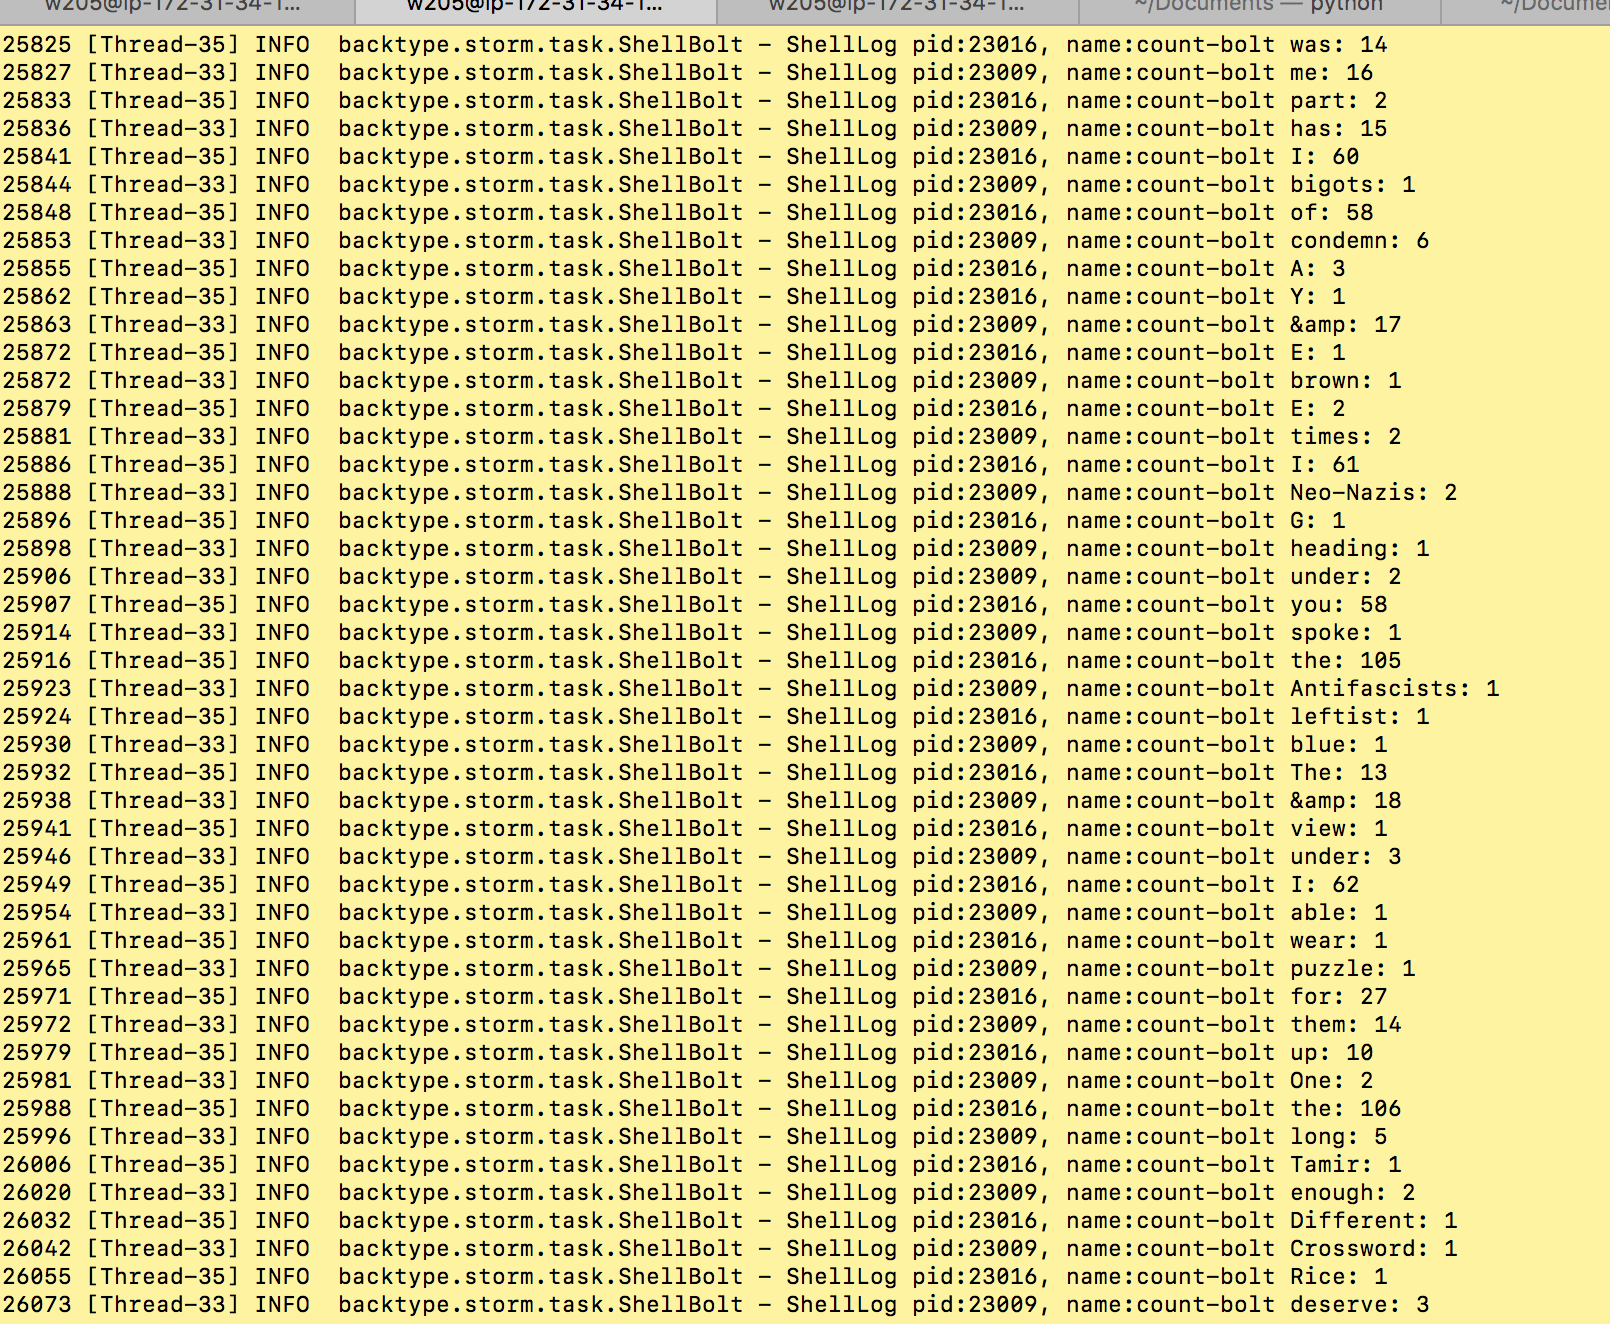 w205@ip-172-31-34-1... w205@ip-172-31-34-1... w205@ip-172-31-34-1... ~/Documents — python ~/Docume
25825 [Thread-35] INFO  backtype.storm.task.ShellBolt - ShellLog pid:23016, name:count-bolt was: 14
25827 [Thread-33] INFO  backtype.storm.task.ShellBolt - ShellLog pid:23009, name:count-bolt me: 16
25833 [Thread-35] INFO  backtype.storm.task.ShellBolt - ShellLog pid:23016, name:count-bolt part: 2
25836 [Thread-33] INFO  backtype.storm.task.ShellBolt - ShellLog pid:23009, name:count-bolt has: 15
25841 [Thread-35] INFO  backtype.storm.task.ShellBolt - ShellLog pid:23016, name:count-bolt I: 60
25844 [Thread-33] INFO  backtype.storm.task.ShellBolt - ShellLog pid:23009, name:count-bolt bigots: 1
25848 [Thread-35] INFO  backtype.storm.task.ShellBolt - ShellLog pid:23016, name:count-bolt of: 58
25853 [Thread-33] INFO  backtype.storm.task.ShellBolt - ShellLog pid:23009, name:count-bolt condemn: 6
25855 [Thread-35] INFO  backtype.storm.task.ShellBolt - ShellLog pid:23016, name:count-bolt A: 3
25862 [Thread-35] INFO  backtype.storm.task.ShellBolt - ShellLog pid:23016, name:count-bolt Y: 1
25863 [Thread-33] INFO  backtype.storm.task.ShellBolt - ShellLog pid:23009, name:count-bolt &amp: 17
25872 [Thread-35] INFO  backtype.storm.task.ShellBolt - ShellLog pid:23016, name:count-bolt E: 1
25872 [Thread-33] INFO  backtype.storm.task.ShellBolt - ShellLog pid:23009, name:count-bolt brown: 1
25879 [Thread-35] INFO  backtype.storm.task.ShellBolt - ShellLog pid:23016, name:count-bolt E: 2
25881 [Thread-33] INFO  backtype.storm.task.ShellBolt - ShellLog pid:23009, name:count-bolt times: 2
25886 [Thread-35] INFO  backtype.storm.task.ShellBolt - ShellLog pid:23016, name:count-bolt I: 61
25888 [Thread-33] INFO  backtype.storm.task.ShellBolt - ShellLog pid:23009, name:count-bolt Neo-Nazis: 2
25896 [Thread-35] INFO  backtype.storm.task.ShellBolt - ShellLog pid:23016, name:count-bolt G: 1
25898 [Thread-33] INFO  backtype.storm.task.ShellBolt - ShellLog pid:23009, name:count-bolt heading: 1
25906 [Thread-33] INFO  backtype.storm.task.ShellBolt - ShellLog pid:23009, name:count-bolt under: 2
25907 [Thread-35] INFO  backtype.storm.task.ShellBolt - ShellLog pid:23016, name:count-bolt you: 58
25914 [Thread-33] INFO  backtype.storm.task.ShellBolt - ShellLog pid:23009, name:count-bolt spoke: 1
25916 [Thread-35] INFO  backtype.storm.task.ShellBolt - ShellLog pid:23016, name:count-bolt the: 105
25923 [Thread-33] INFO  backtype.storm.task.ShellBolt - ShellLog pid:23009, name:count-bolt Antifascists: 1
25924 [Thread-35] INFO  backtype.storm.task.ShellBolt - ShellLog pid:23016, name:count-bolt leftist: 1
25930 [Thread-33] INFO  backtype.storm.task.ShellBolt - ShellLog pid:23009, name:count-bolt blue: 1
25932 [Thread-35] INFO  backtype.storm.task.ShellBolt - ShellLog pid:23016, name:count-bolt The: 13
25938 [Thread-33] INFO  backtype.storm.task.ShellBolt - ShellLog pid:23009, name:count-bolt &amp: 18
25941 [Thread-35] INFO  backtype.storm.task.ShellBolt - ShellLog pid:23016, name:count-bolt view: 1
25946 [Thread-33] INFO  backtype.storm.task.ShellBolt - ShellLog pid:23009, name:count-bolt under: 3
25949 [Thread-35] INFO  backtype.storm.task.ShellBolt - ShellLog pid:23016, name:count-bolt I: 62
25954 [Thread-33] INFO  backtype.storm.task.ShellBolt - ShellLog pid:23009, name:count-bolt able: 1
25961 [Thread-35] INFO  backtype.storm.task.ShellBolt - ShellLog pid:23016, name:count-bolt wear: 1
25965 [Thread-33] INFO  backtype.storm.task.ShellBolt - ShellLog pid:23009, name:count-bolt puzzle: 1
25971 [Thread-35] INFO  backtype.storm.task.ShellBolt - ShellLog pid:23016, name:count-bolt for: 27
25972 [Thread-33] INFO  backtype.storm.task.ShellBolt - ShellLog pid:23009, name:count-bolt them: 14
25979 [Thread-35] INFO  backtype.storm.task.ShellBolt - ShellLog pid:23016, name:count-bolt up: 10
25981 [Thread-33] INFO  backtype.storm.task.ShellBolt - ShellLog pid:23009, name:count-bolt One: 2
25988 [Thread-35] INFO  backtype.storm.task.ShellBolt - ShellLog pid:23016, name:count-bolt the: 106
25996 [Thread-33] INFO  backtype.storm.task.ShellBolt - ShellLog pid:23009, name:count-bolt long: 5
26006 [Thread-35] INFO  backtype.storm.task.ShellBolt - ShellLog pid:23016, name:count-bolt Tamir: 1
26020 [Thread-33] INFO  backtype.storm.task.ShellBolt - ShellLog pid:23009, name:count-bolt enough: 2
26032 [Thread-35] INFO  backtype.storm.task.ShellBolt - ShellLog pid:23016, name:count-bolt Different: 1
26042 [Thread-33] INFO  backtype.storm.task.ShellBolt - ShellLog pid:23009, name:count-bolt Crossword: 1
26055 [Thread-35] INFO  backtype.storm.task.ShellBolt - ShellLog pid:23016, name:count-bolt Rice: 1
26073 [Thread-33] INFO  backtype.storm.task.ShellBolt - ShellLog pid:23009, name:count-bolt deserve: 3